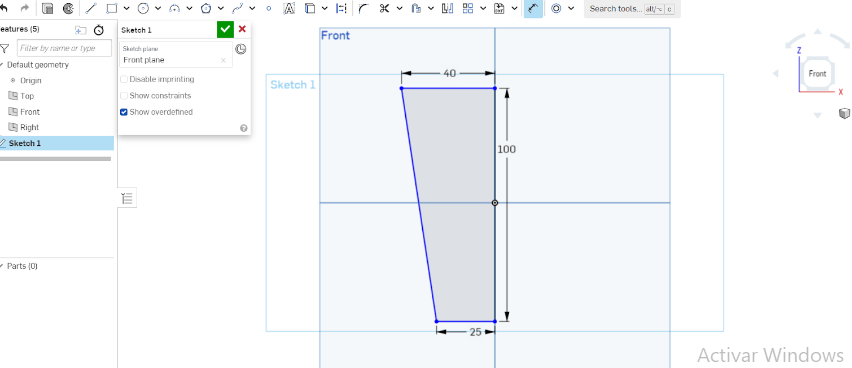 Search tools... alt/⌥ c
eatures (5)
Filter by name or type
Default geometry
Origin
Top
Front
Right
Sketch 1
Parts (0)
Sketch 1
Sketch plane
Front plane
Disable imprinting
Show constraints
Show overdefined
Front
Sketch 1
40
100
25
Z
Front
X
Activar Windows